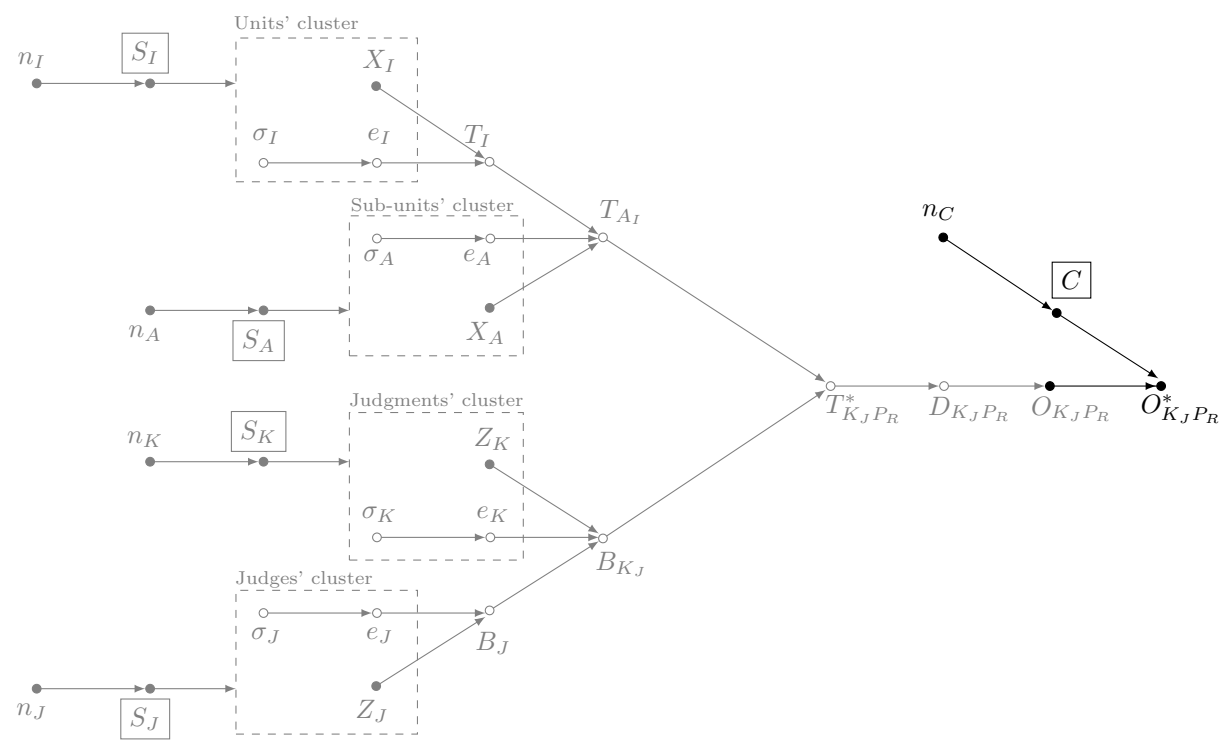 Units' cluster
n_I
S_I
X_I
σ_I
e_I
T_I
Sub-units' cluster
T_{A_I}
n_C
σ_A
e_A
C
n_A
S_A
X_A
Judgments' cluster
T^*_{K_J P_R}
D_{K_J P_R}
O_{K_J P_R}
O^*_{K_J P_R}
n_K
S_K
Z_K
σ_K
e_K
B_{K_J}
Judges' cluster
σ_J
e_J
B_J
n_J
S_J
Z_J